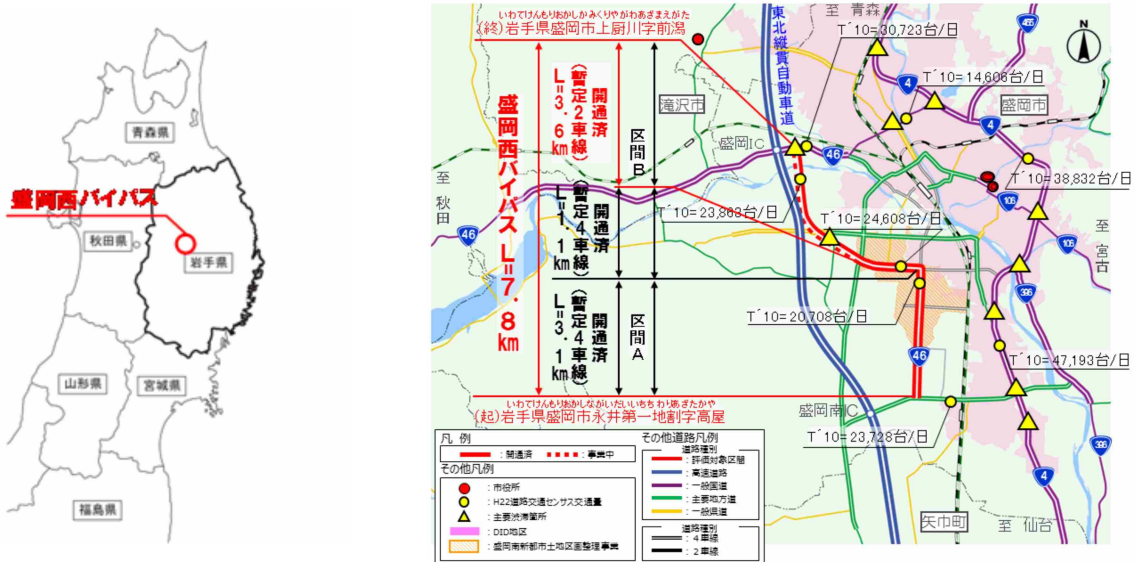 青森県
盛岡西バイパス
秋田県
岩手県
山形県
宮城県
福島県
いわてけんもりおかしかみくりやがわあざまえがた
(終)岩手県盛岡市上厨川字前潟
盛岡西バイパス L=7.8km
開通済
(暫定2車線)
L=3.6km
開通済
(暫定4車線)
L=1.1km
開通済
(暫定4車線)
L=3.1km
区間B
区間A
いわてけんもりおかしながいだいいちちわりあざたかや
(起)岩手県盛岡市永井第一地割字高屋
至 秋田
46
滝沢市
東北縦貫自動車道
至 青森
T´10=30,723台/日
T´10=14,606台/日
4
455
N
盛岡市
盛岡IC
46
4
T´10=38,832台/日
106
T´10=23,863台/日
T´10=24,608台/日
至 宮古
106
396
T´10=20,708台/日
46
T´10=47,193台/日
盛岡南IC
T´10=23,728台/日
396
4
矢巾町
至 仙台
凡 例
:開通済
:事業中
その他凡例
:市役所
:H22道路交通センサス交通量
:主要渋滞箇所
:DID地区
:盛岡南新都市土地区画整理事業
その他道路凡例
道路種別
:評価対象区間
:高速道路
:一般国道
:主要地方道
:一般県道
道路種別
:4車線
:2車線